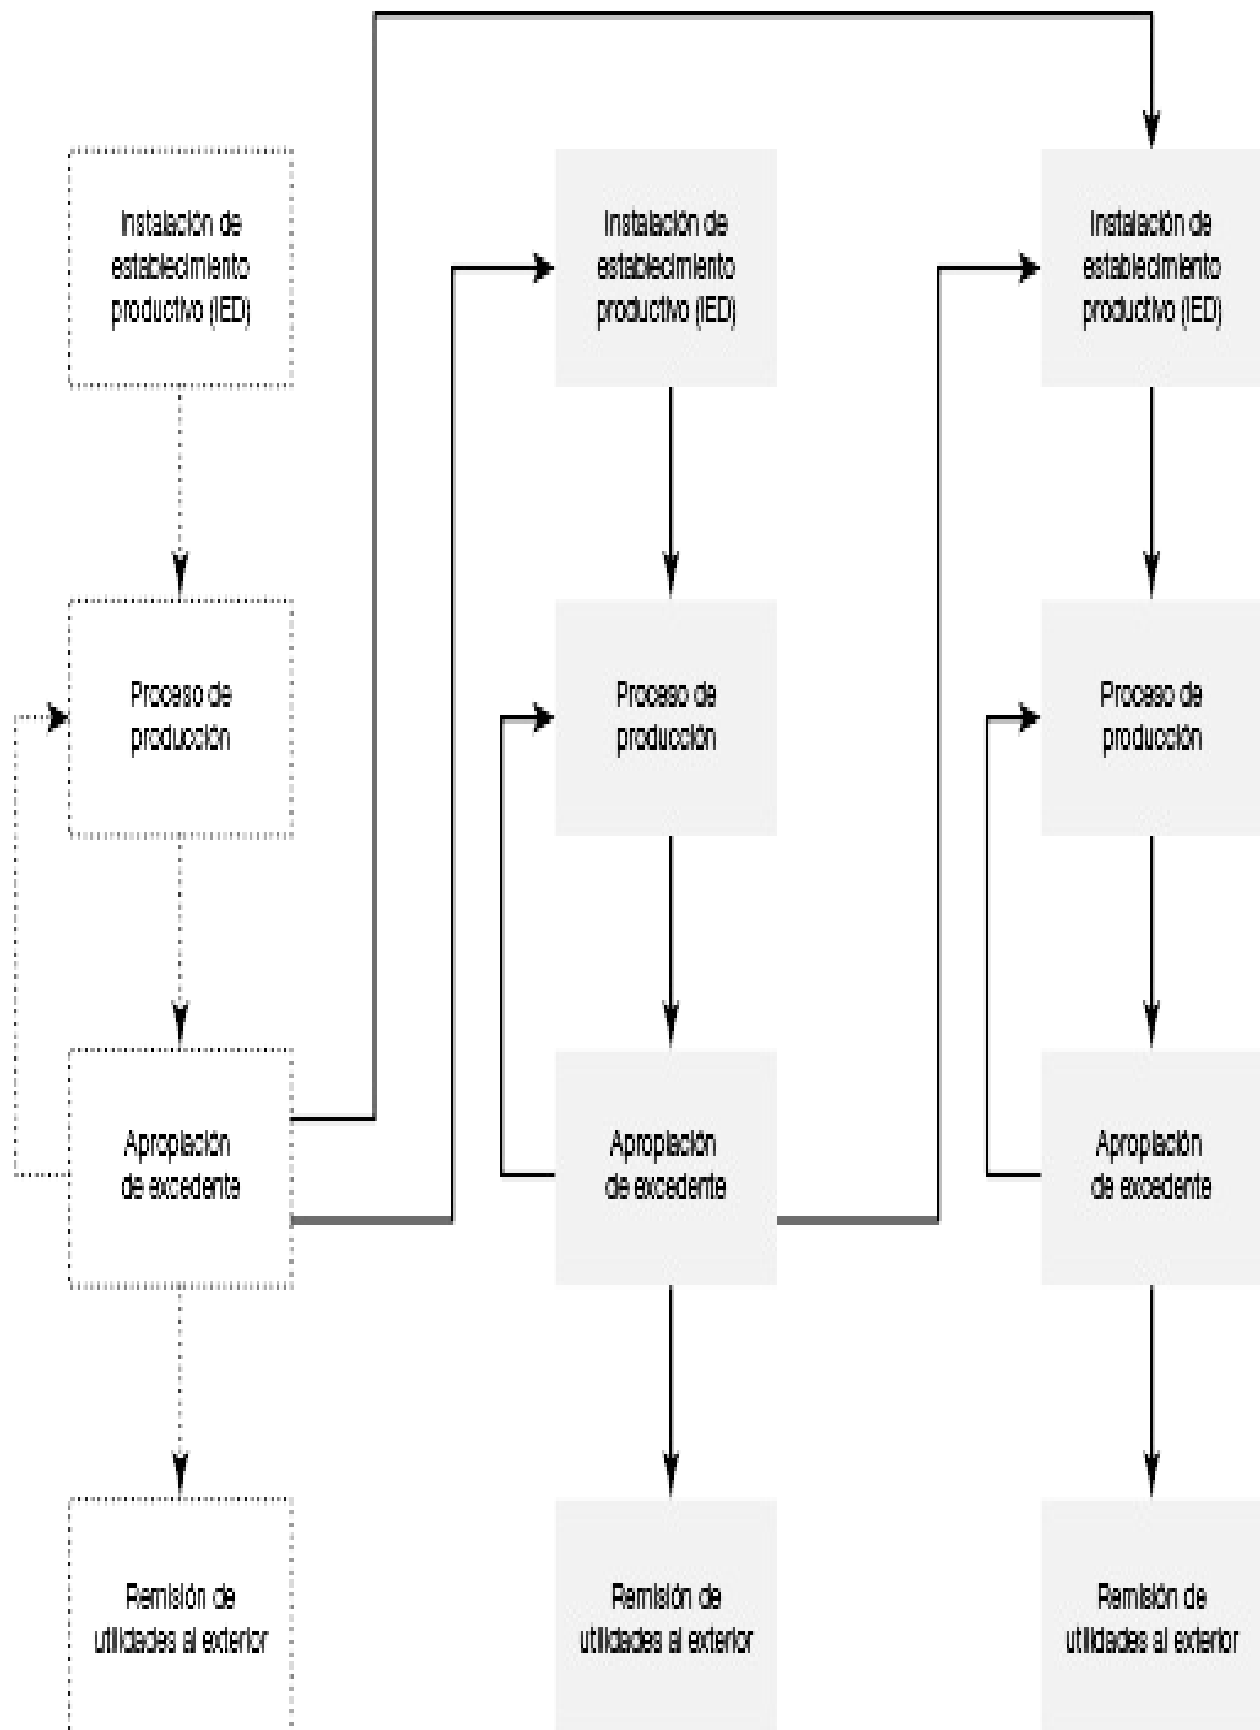 Instalación de
establecimiento
productivo (IED)
Instalación de
establecimiento
productivo (IED)
Instalación de
establecimiento
productivo (IED)
Proceso de
producción
Proceso de
producción
Proceso de
producción
Apropiación
de excedente
Apropiación
de excedente
Apropiación
de excedente
Remisión de
utilidades al exterior
Remisión de
utilidades al exterior
Remisión de
utilidades al exterior